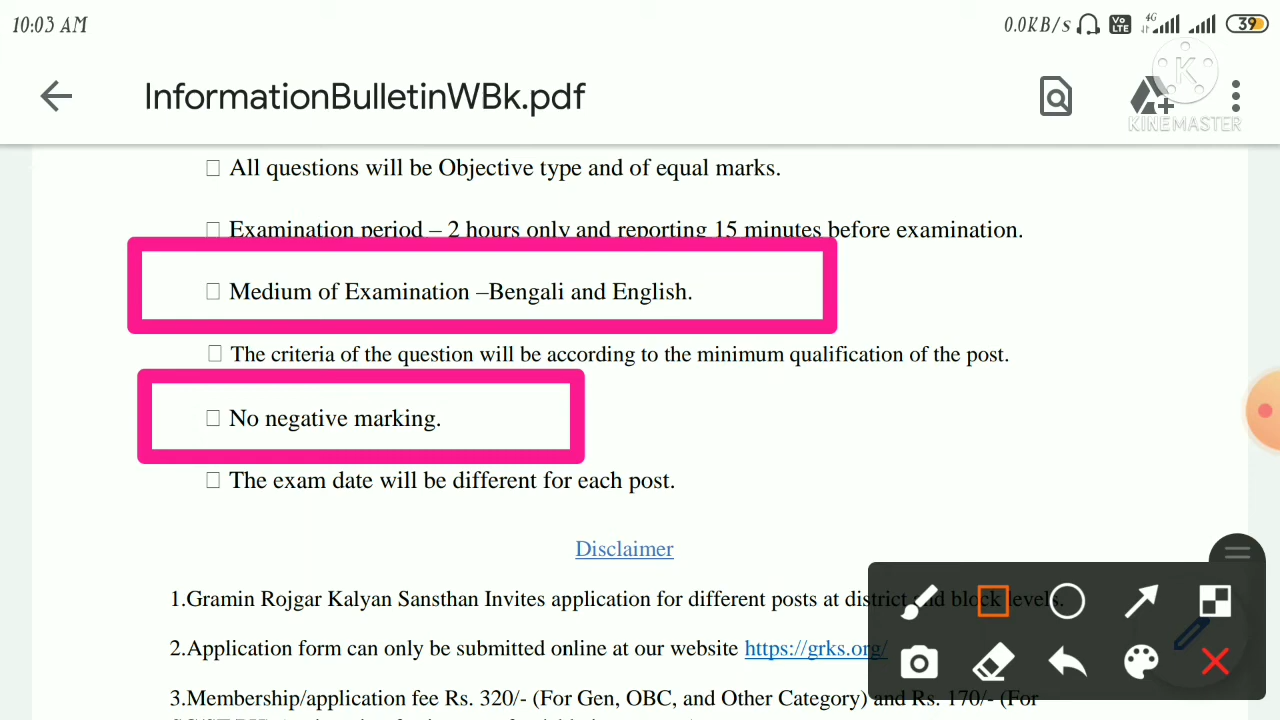 10:03 AM
0.0KB/s
Vo LTE
4G
39
InformationBulletinWBk.pdf
K
KINEMASTER
All questions will be Objective type and of equal marks.
Examination period – 2 hours only and reporting 15 minutes before examination.
Medium of Examination –Bengali and English.
The criteria of the question will be according to the minimum qualification of the post.
No negative marking.
The exam date will be different for each post.
Disclaimer
1.Gramin Rojgar Kalyan Sansthan Invites application for different posts at district and block levels.
2.Application form can only be submitted online at our website https://grks.org/
3.Membership/application fee Rs. 320/- (For Gen, OBC, and Other Category) and Rs. 170/- (For